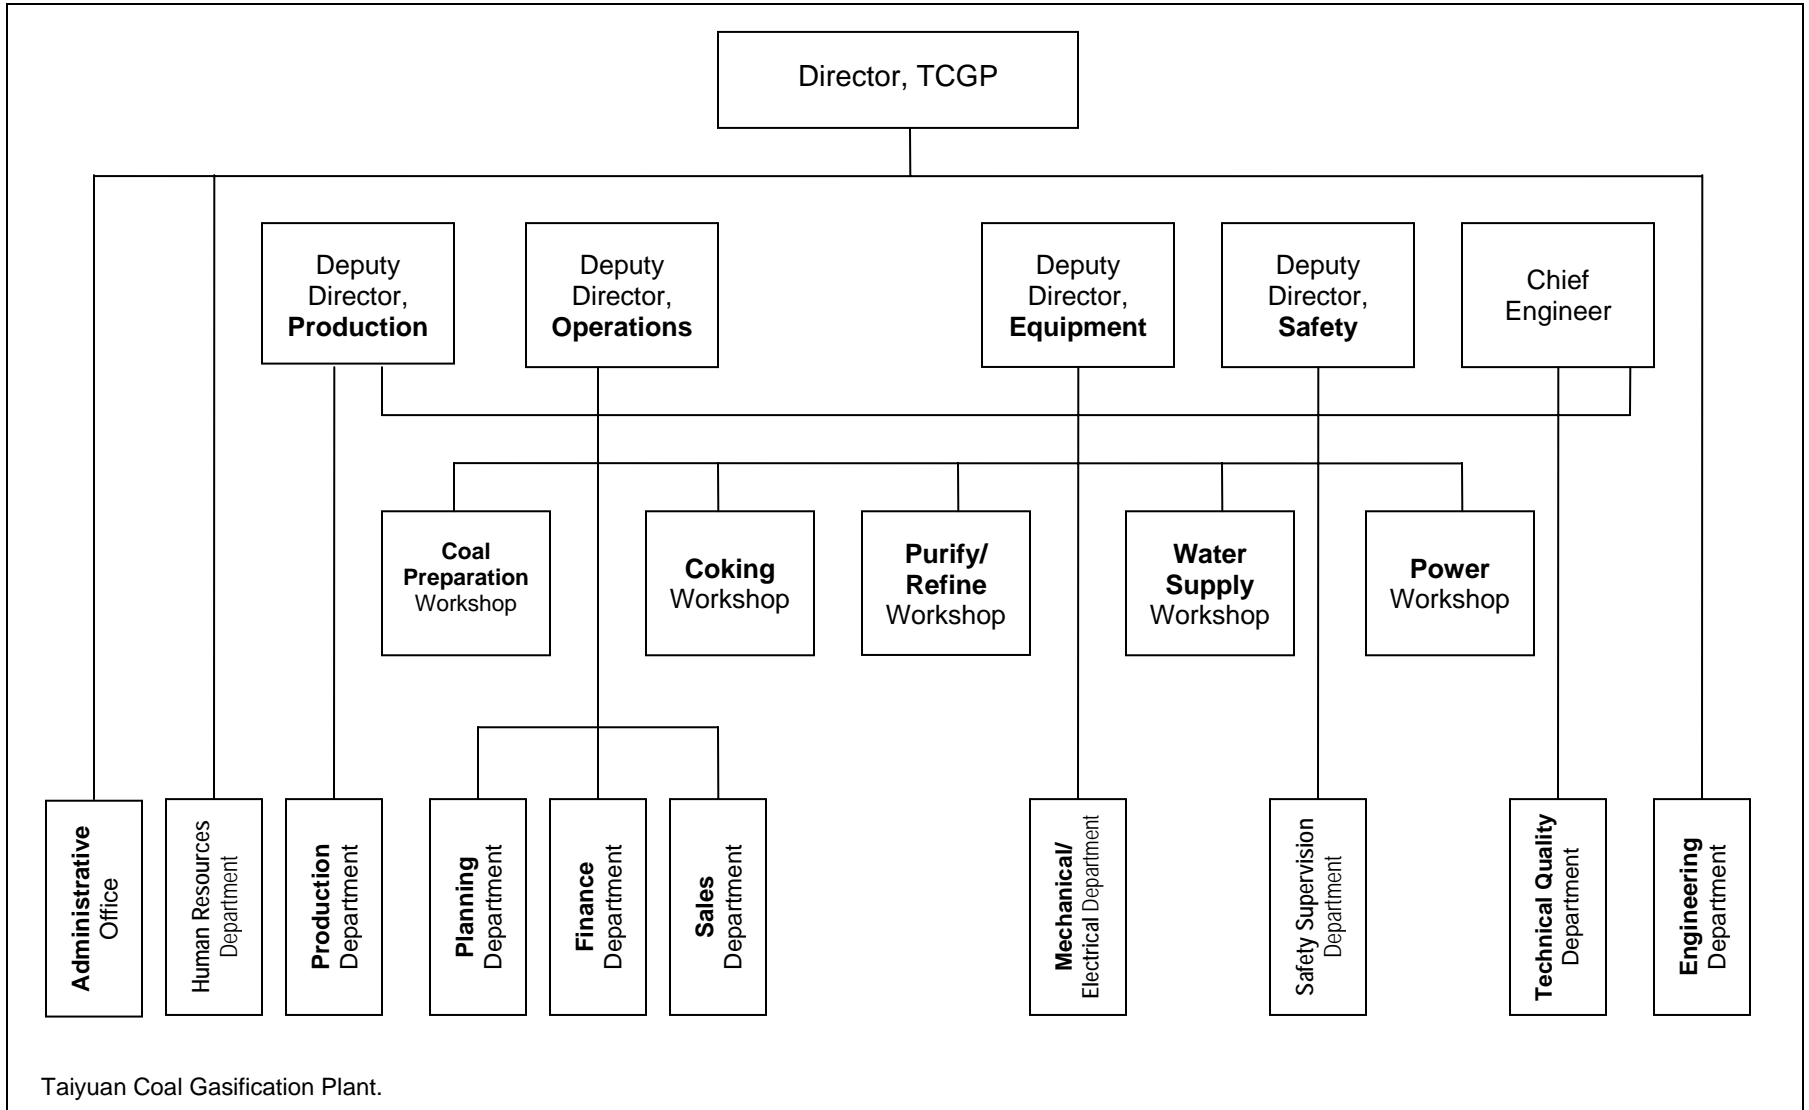 Director, TCGP
Deputy
Director,
Production
Deputy
Director,
Operations
Deputy
Director,
Equipment
Deputy
Director,
Safety
Chief
Engineer
Coal
Preparation
Workshop
Coking
Workshop
Purify/
Refine
Workshop
Water
Supply
Workshop
Power
Workshop
Administrative
Office
Human Resources
Department
Production
Department
Planning
Department
Finance
Department
Sales
Department
Mechanical/
Electrical Department
Safety Supervision
Department
Technical Quality
Department
Engineering
Department
Taiyuan Coal Gasification Plant.